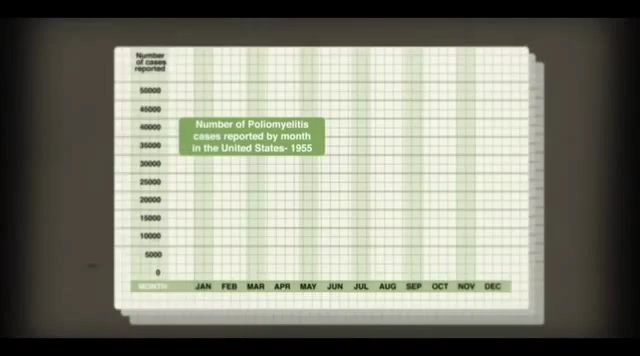 Number
of cases
reported
50000
45000
40000
35000
30000
25000
20000
15000
10000
5000
0
Number of Poliomyelitis
cases reported by month
in the United States- 1955
MONTH JAN FEB MAR APR MAY JUN JUL AUG SEP OCT NOV DEC